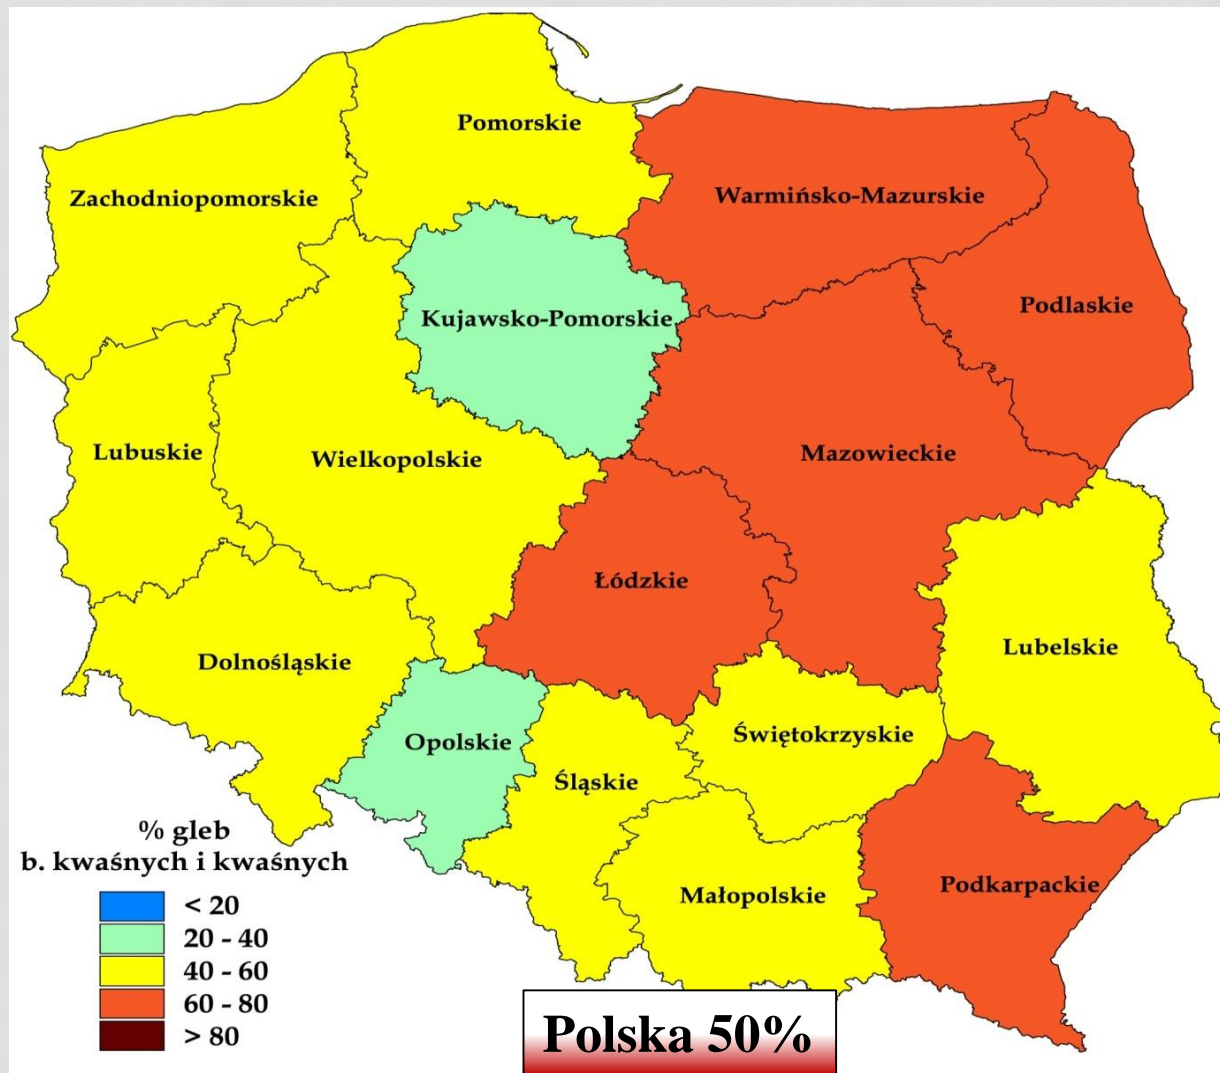 Pomorskie
Zachodniopomorskie
Warmińsko-Mazurskie
Podlaskie
Kujawsko-Pomorskie
Lubuskie
Wielkopolskie
Mazowieckie
Łódzkie
Dolnośląskie
Lubelskie
Opolskie
Świętokrzyskie
Śląskie
Małopolskie
Podkarpackie
% gleb
b. kwaśnych i kwaśnych
< 20
20 - 40
40 - 60
60 - 80
> 80
Polska 50%